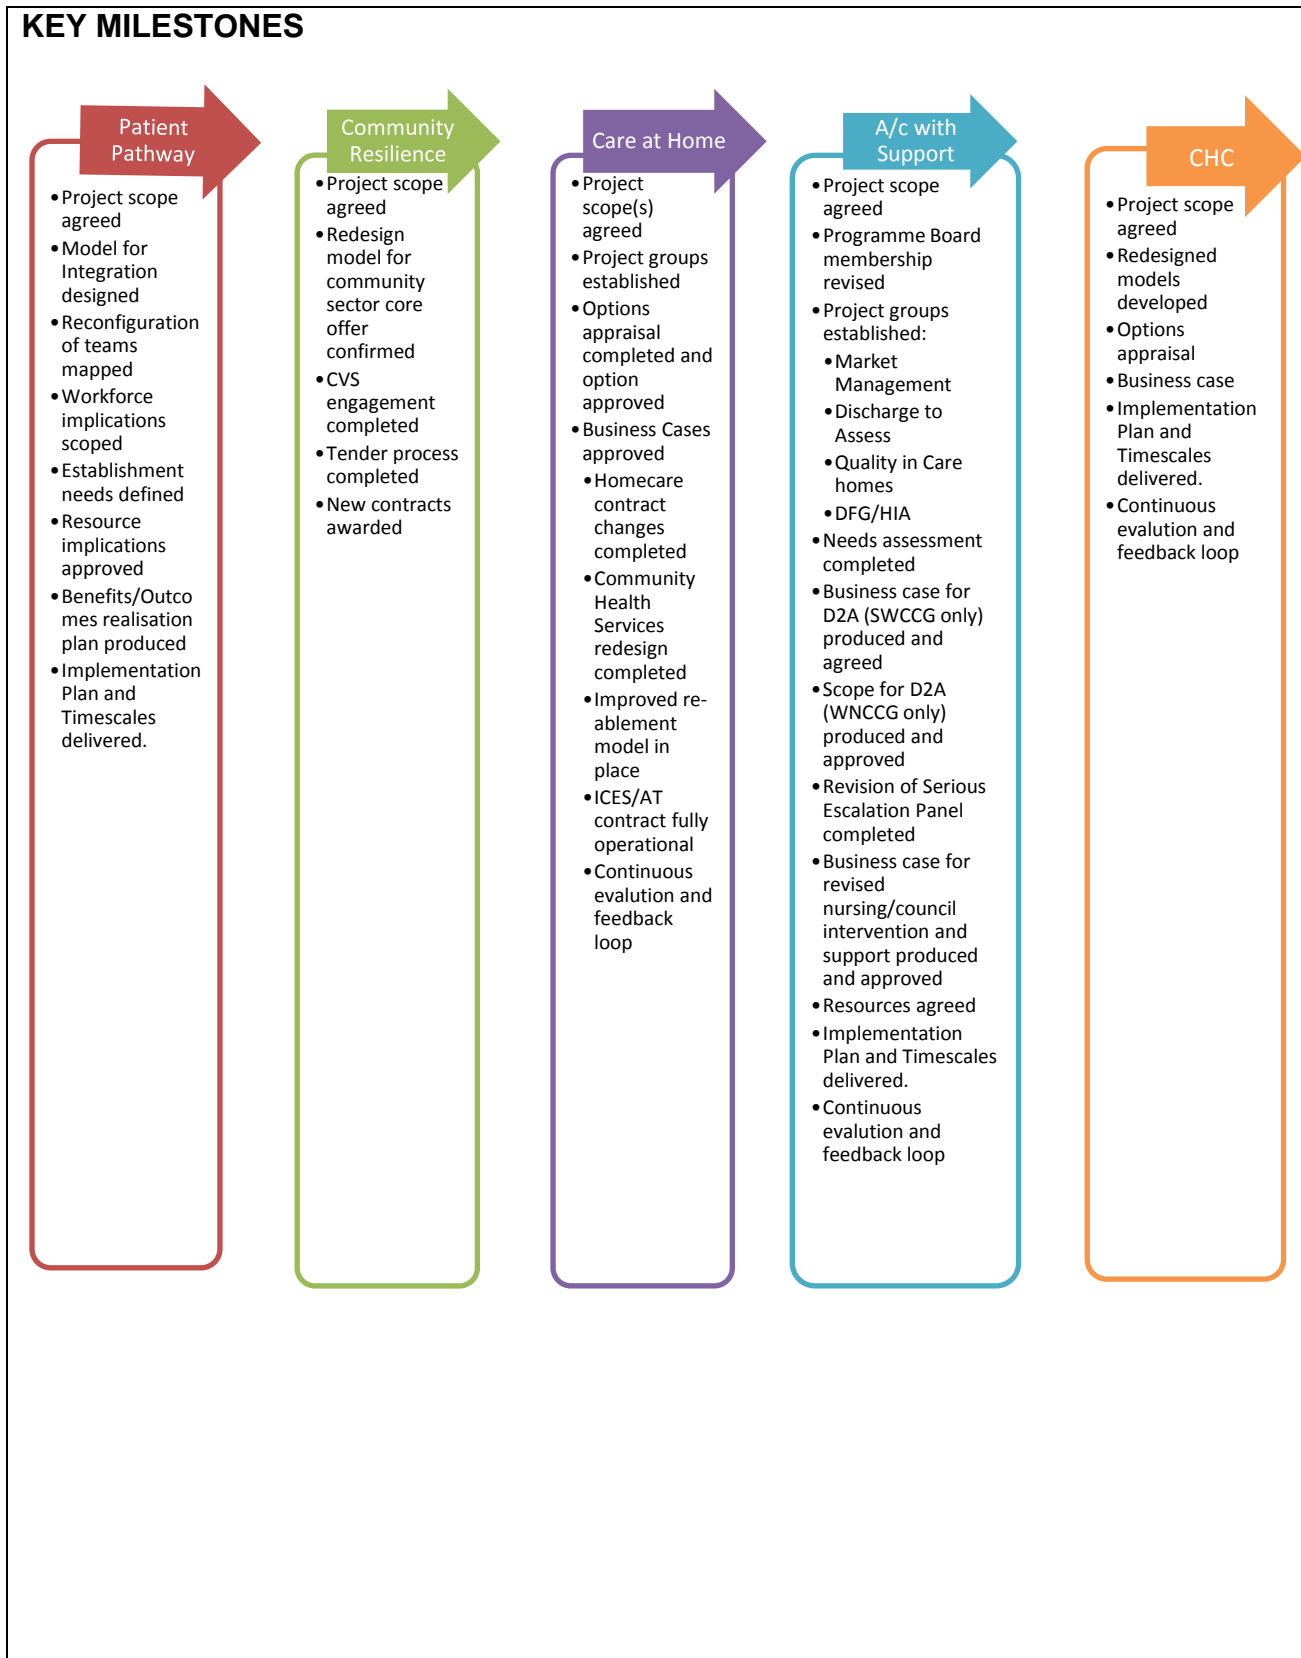 KEY MILESTONES
Patient
Pathway
•Project scope
agreed
•Model for
Integration
designed
•Reconfiguration
of teams
mapped
•Workforce
implications
scoped
•Establishment
needs defined
•Resource
implications
approved
•Benefits/Outco
mes realisation
plan produced
•Implementation
Plan and
Timescales
delivered.
Community
Resilience
•Project scope
agreed
•Redesign
model for
community
sector core
offer
confirmed
•CVS
engagement
completed
•Tender process
completed
•New contracts
awarded
Care at Home
•Project
scope(s)
agreed
•Project groups
established
•Options
appraisal
completed and
option
approved
•Business Cases
approved
•Homecare
contract
changes
completed
•Community
Health
Services
redesign
completed
•Improved re-
ablement
model in
place
•ICES/AT
contract fully
operational
•Continuous
evalution and
feedback
loop
A/c with
Support
•Project scope
agreed
•Programme Board
membership
revised
•Project groups
established:
•Market
Management
•Discharge to
Assess
•Quality in Care
homes
•DFG/HIA
•Needs assessment
completed
•Business case for
D2A (SWCCG only)
produced and
agreed
•Scope for D2A
(WNCCG only)
produced and
approved
•Revision of Serious
Escalation Panel
completed
•Business case for
revised
nursing/council
intervention and
support produced
and approved
•Resources agreed
•Implementation
Plan and Timescales
delivered.
•Continuous
evalution and
feedback loop
CHC
•Project scope
agreed
•Redesigned
models
developed
•Options
appraisal
•Business case
•Implementation
Plan and
Timescales
delivered.
•Continuous
evalution and
feedback loop